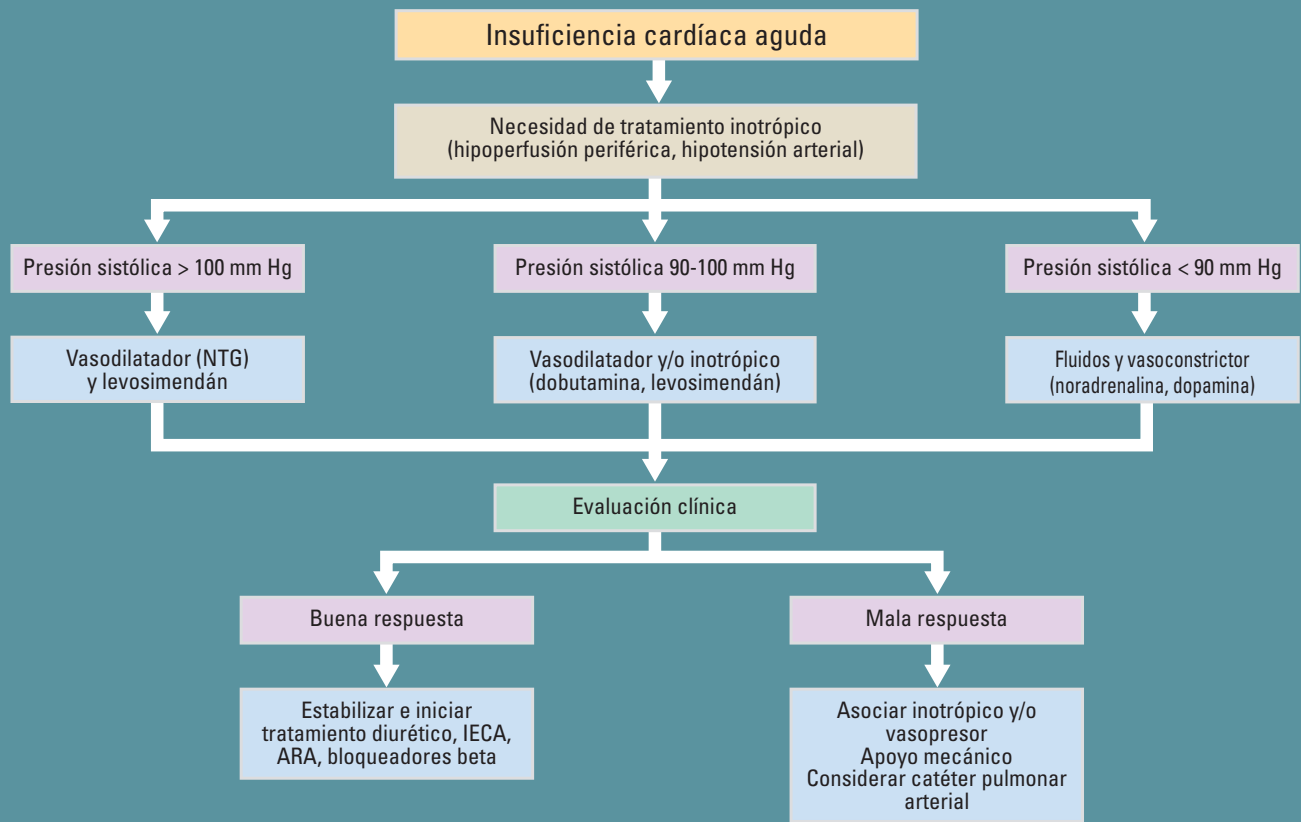 Insuficiencia cardíaca aguda
Necesidad de tratamiento inotrópico
(hipoperfusión periférica, hipotensión arterial)
Presión sistólica > 100 mm Hg
Presión sistólica 90-100 mm Hg
Presión sistólica < 90 mm Hg
Vasodilatador (NTG)
y levosimendán
Vasodilatador y/o inotrópico
(dobutamina, levosimendán)
Fluidos y vasoconstrictor
(noradrenalina, dopamina)
Evaluación clínica
Buena respuesta
Mala respuesta
Estabilizar e iniciar
tratamiento diurético, IECA,
ARA, bloqueadores beta
Asociar inotrópico y/o
vasopresor
Apoyo mecánico
Considerar catéter pulmonar
arterial